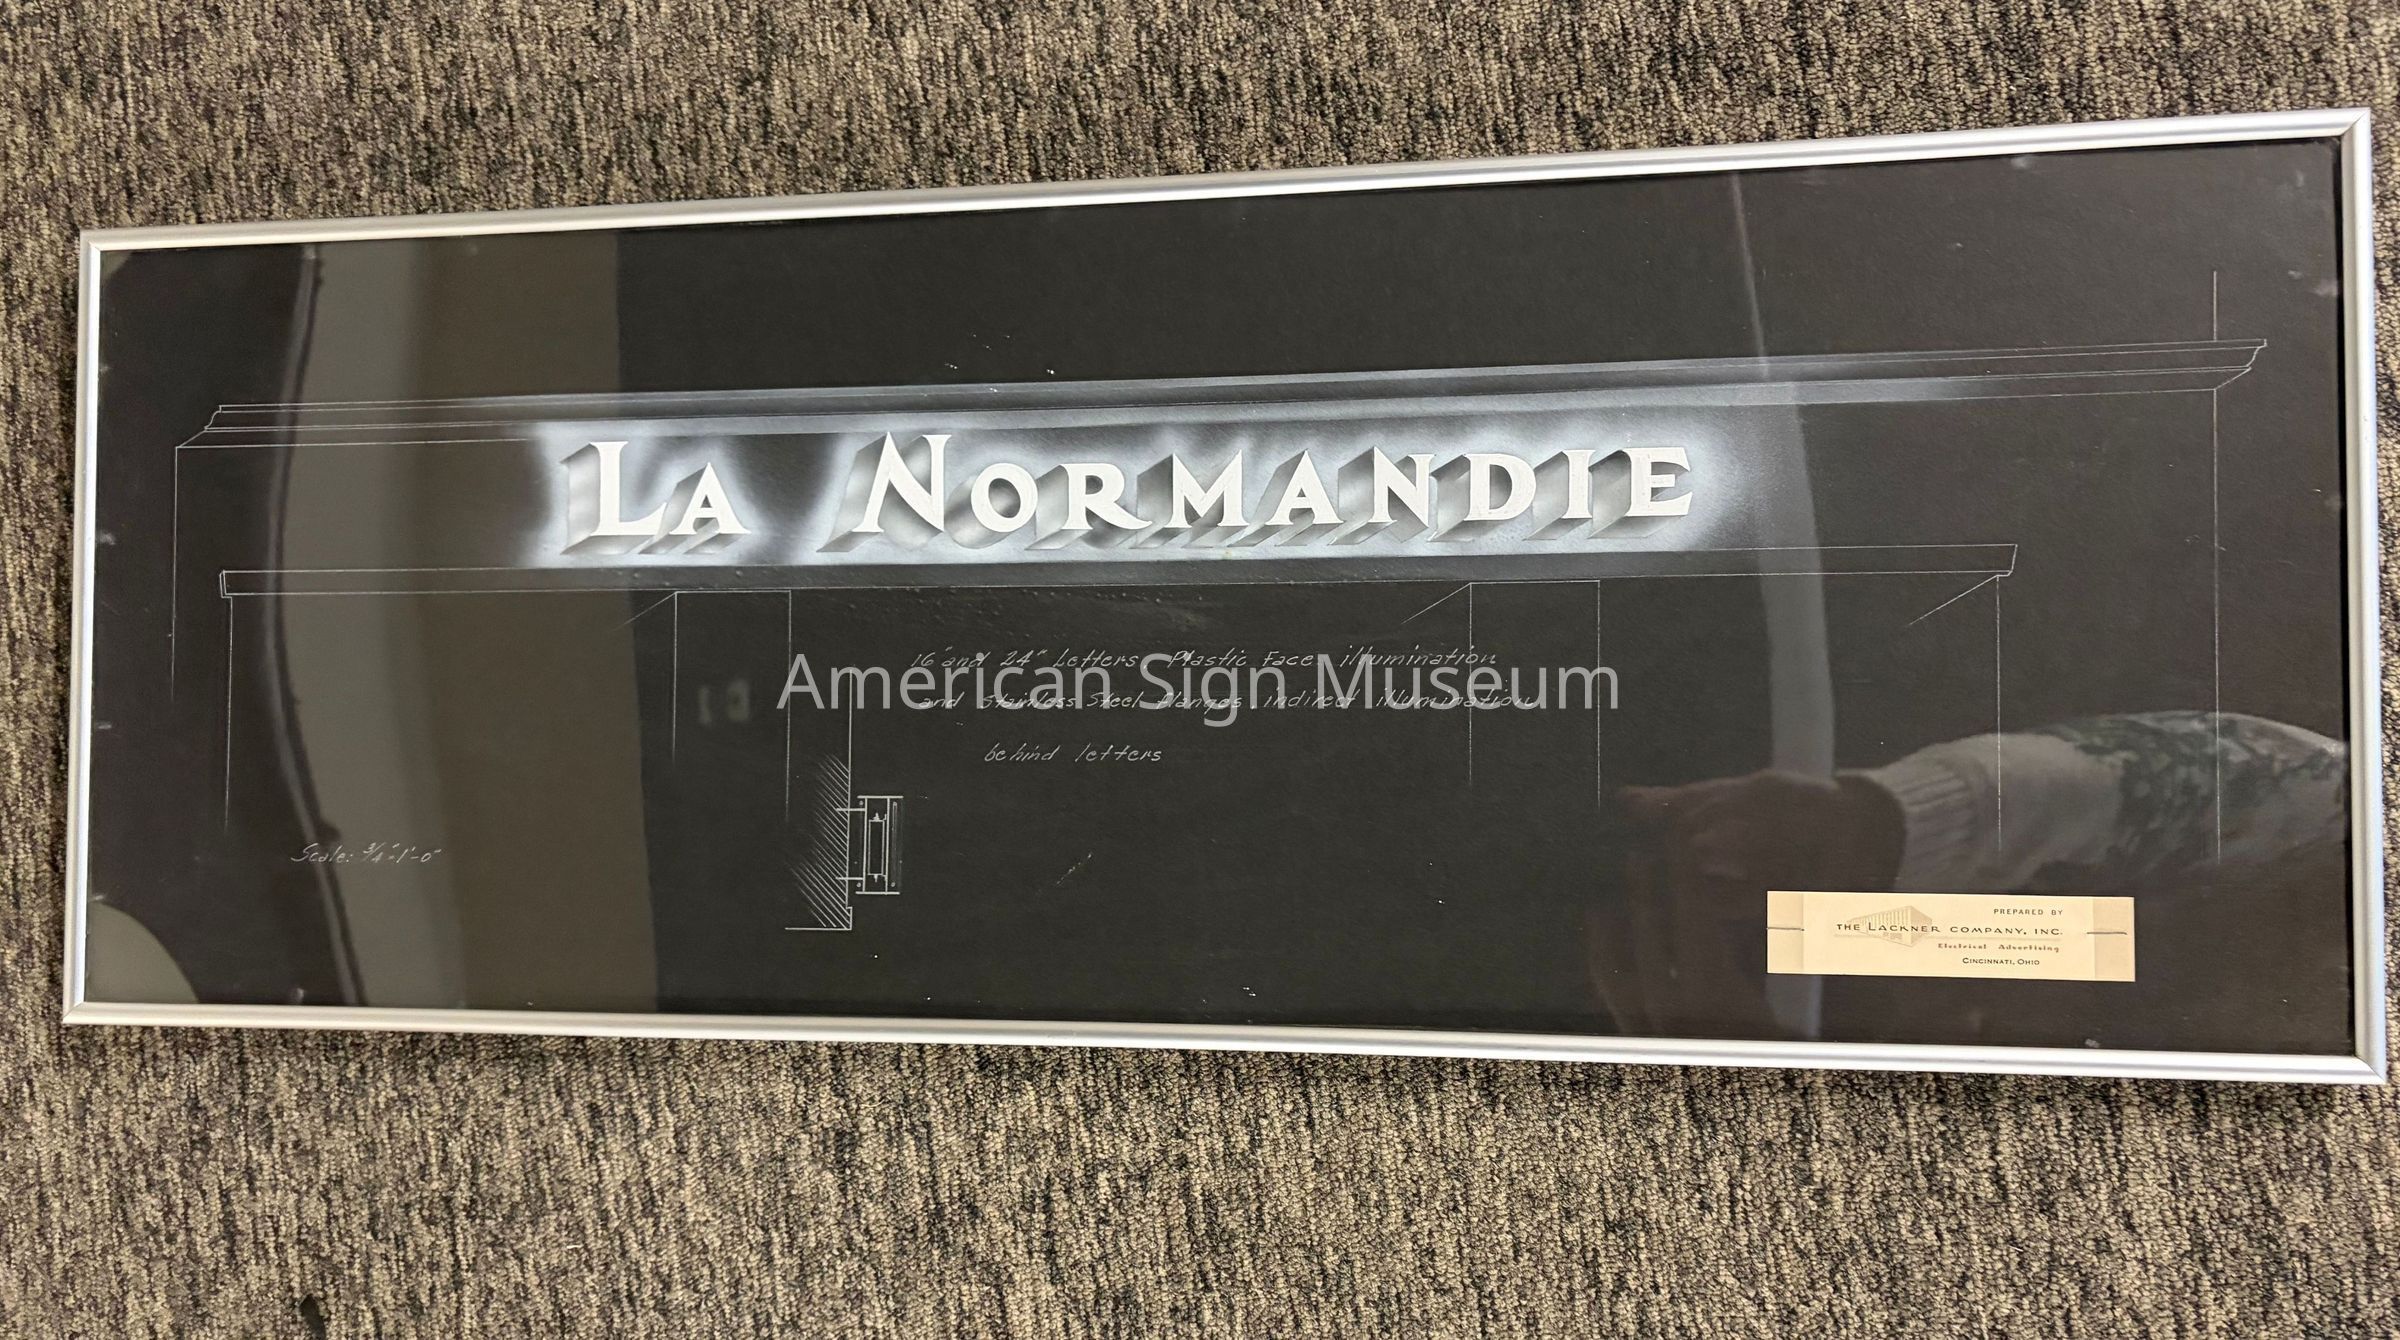 LA NORMANDIE
16" and 24" Letters, Plastic Face illumination
and Stainless Steel flanges, indirect illumination
behind letters
American Sign Museum
Scale: 3/4"=1'-0"
PREPARED BY
THE LACKNER COMPANY, INC.
Electrical Advertising
CINCINNATI, OHIO